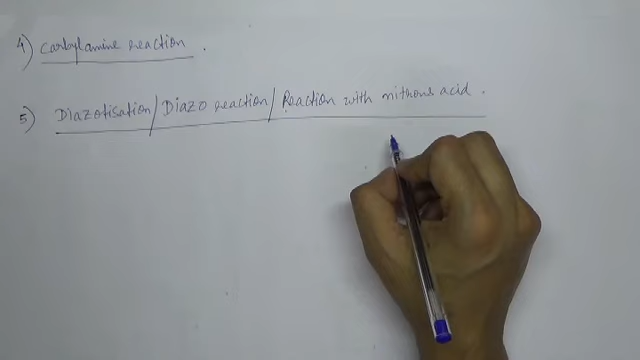 4) Carbylamine reaction .
5) Diazotisation/Diazo reaction/Reaction with nitrous acid .